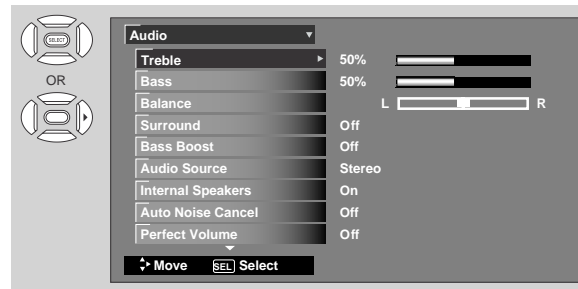 SELECT
OR
Audio
Treble 50%
Bass 50%
Balance L R
Surround Off
Bass Boost Off
Audio Source Stereo
Internal Speakers On
Auto Noise Cancel Off
Perfect Volume Off
Move SEL Select